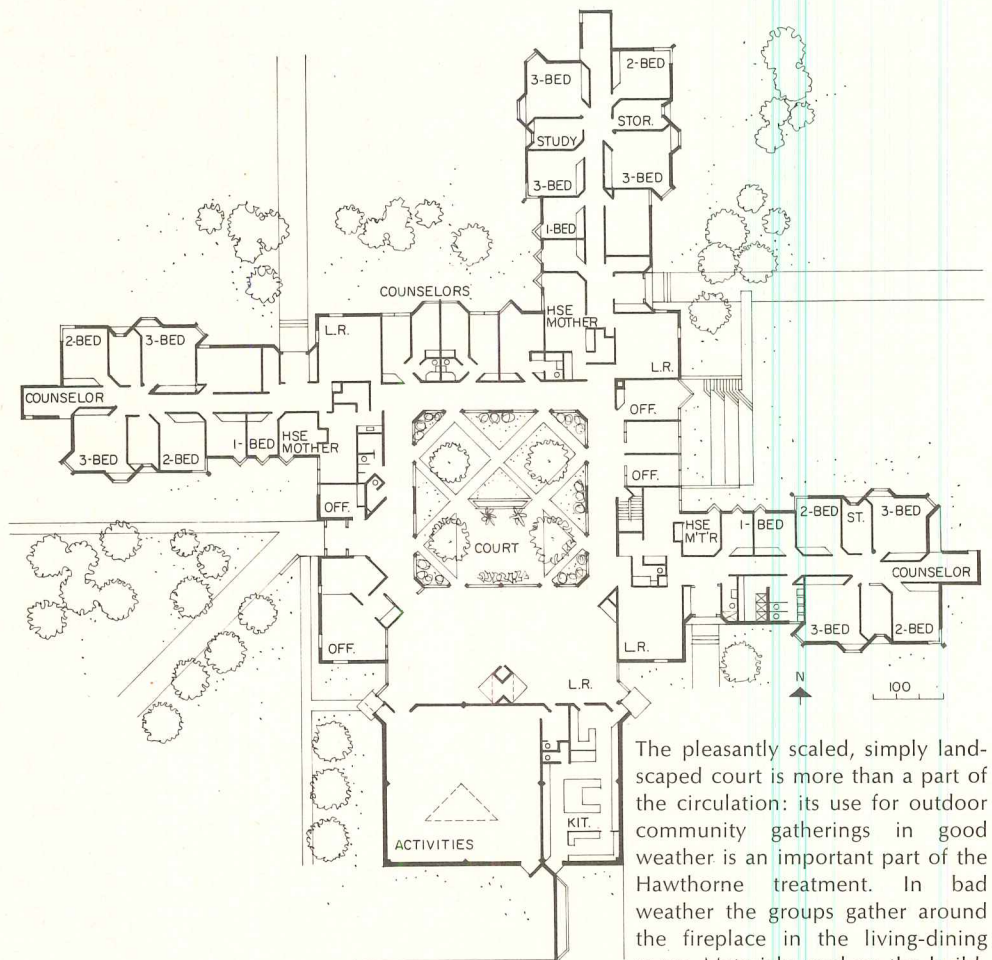 2-BED
3-BED
STOR.
STUDY
3-BED
3-BED
1-BED
COUNSELORS
HSE
MOTHER
L.R.
L.R.
2-BED
3-BED
COUNSELOR
OFF.
3-BED
2-BED
1-BED
HSE
MOTHER
OFF.
OFF.
COURT
HSE
M'T'R
1-BED
2-BED
ST.
3-BED
COUNSELOR
3-BED
2-BED
OFF.
L.R.
L.R.
N
100
KIT.
ACTIVITIES
The pleasantly scaled, simply land-
scaped court is more than a part of
the circulation: its use for outdoor
community gatherings in good
weather is an important part of the
Hawthorne treatment. In bad
weather the groups gather around
the fireplace in the living-dining